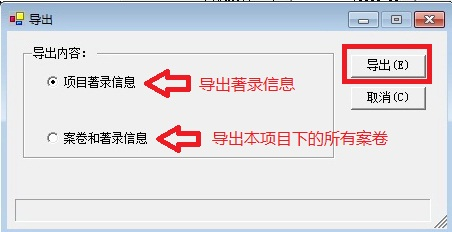 导出
导出内容：
项目著录信息
导出著录信息
导出(E)
取消(C)
案卷和著录信息
导出本项目下的所有案卷